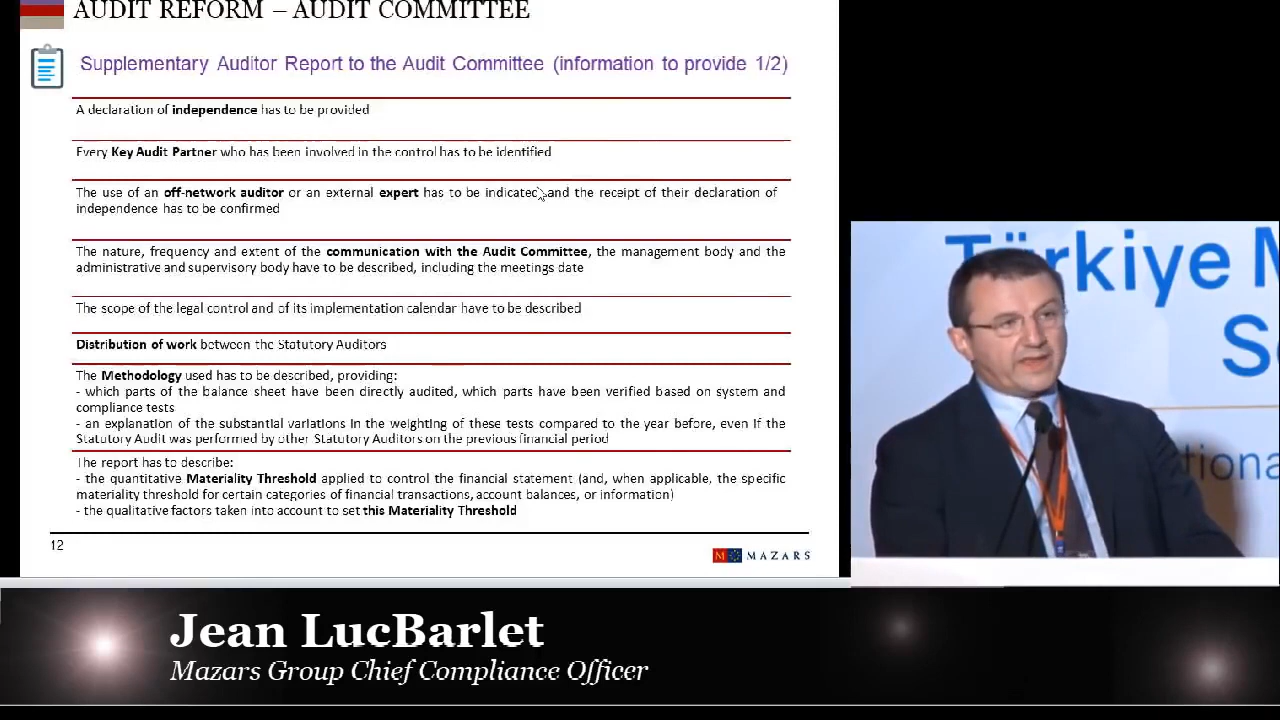 AUDIT REFORM – AUDIT COMMITTEE
Supplementary Auditor Report to the Audit Committee (information to provide 1/2)
A declaration of independence has to be provided
Every Key Audit Partner who has been involved in the control has to be identified
The use of an off-network auditor or an external expert has to be indicated and the receipt of their declaration of
independence has to be confirmed
The nature, frequency and extent of the communication with the Audit Committee, the management body and the
administrative and supervisory body have to be described, including the meetings date
The scope of the legal control and of its implementation calendar have to be described
Distribution of work between the Statutory Auditors
The Methodology used has to be described, providing:
- which parts of the balance sheet have been directly audited, which parts have been verified based on system and
compliance tests
- an explanation of the substantial variations in the weighting of these tests compared to the year before, even if the
Statutory Audit was performed by other Statutory Auditors on the previous financial period
The report has to describe:
- the quantitative Materiality Threshold applied to control the financial statement (and, when applicable, the specific
materiality threshold for certain categories of financial transactions, account balances, or information)
- the qualitative factors taken into account to set this Materiality Threshold
12
M MAZARS
Türkiye M
S
tiona
Jean LucBarlet
Mazars Group Chief Compliance Officer